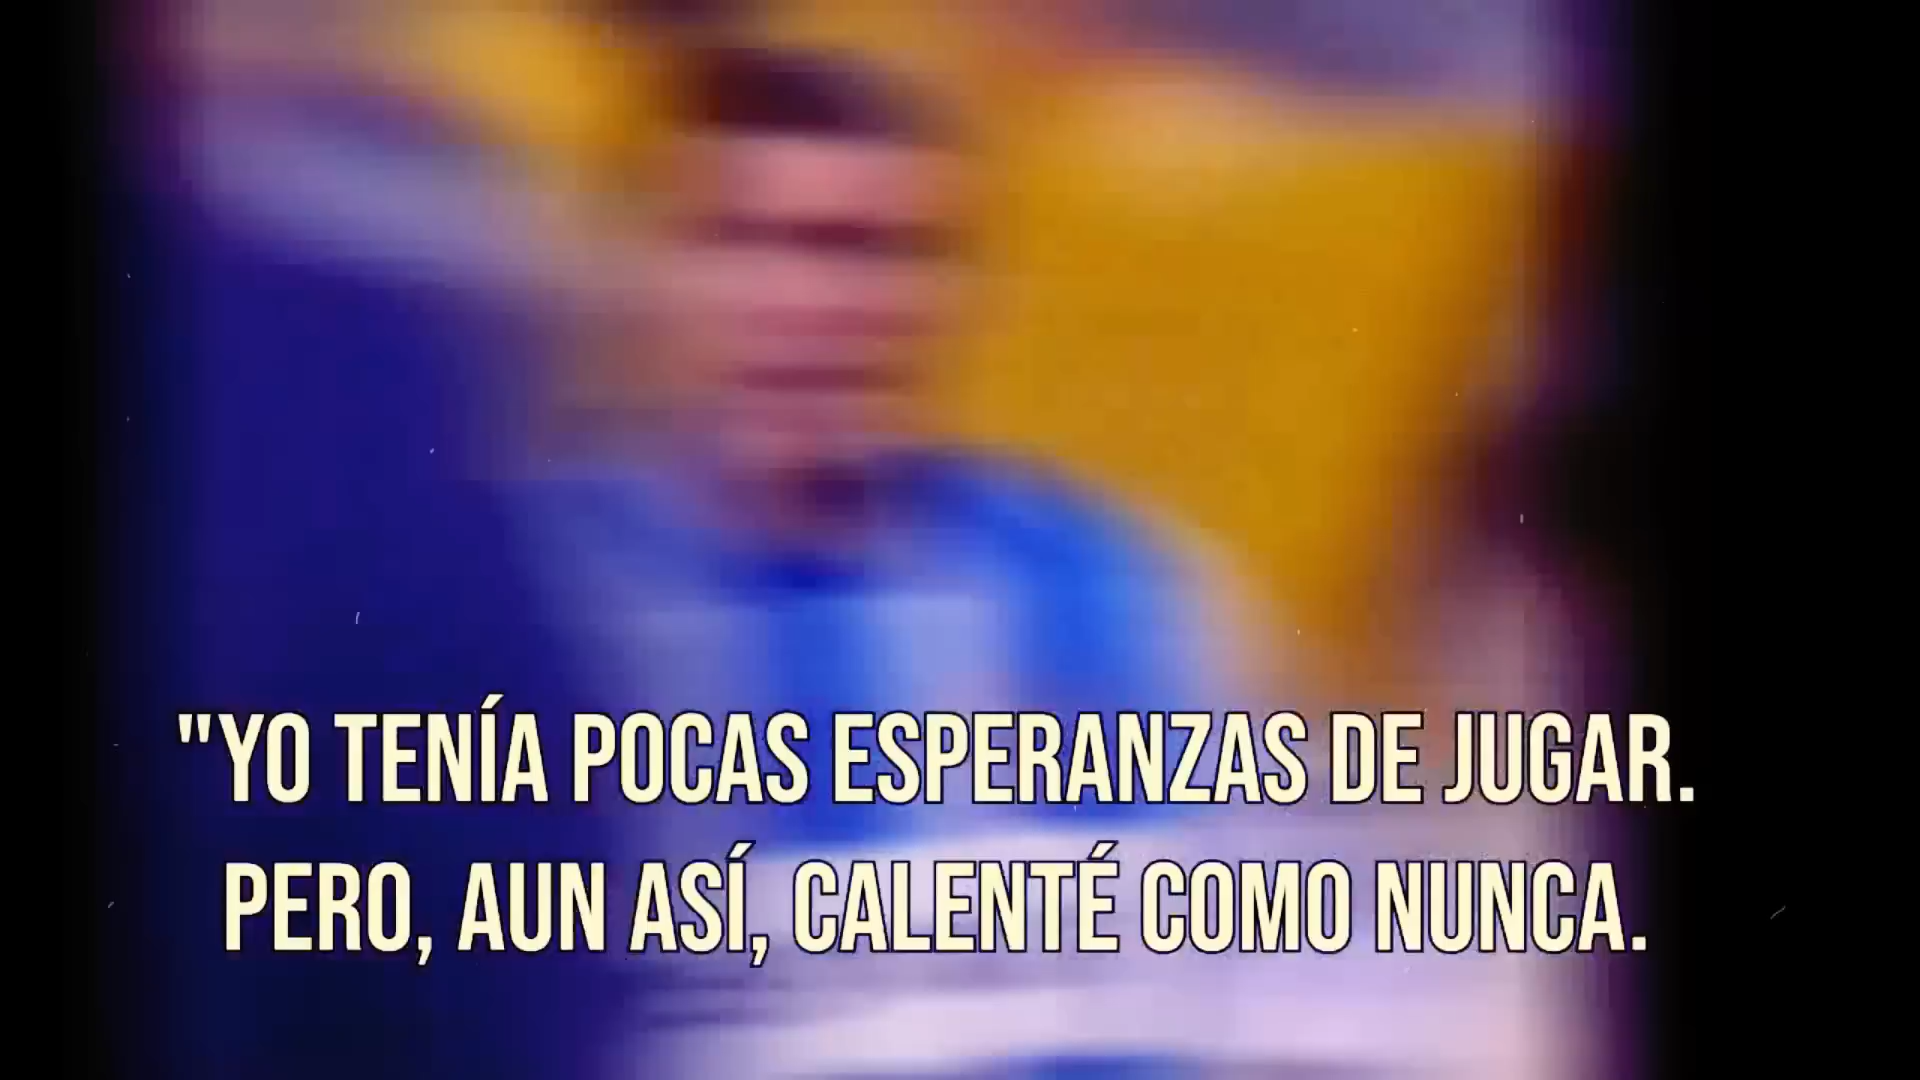 "YO TENÍA POCAS ESPERANZAS DE JUGAR.
PERO, AUN ASÍ, CALENTÉ COMO NUNCA.